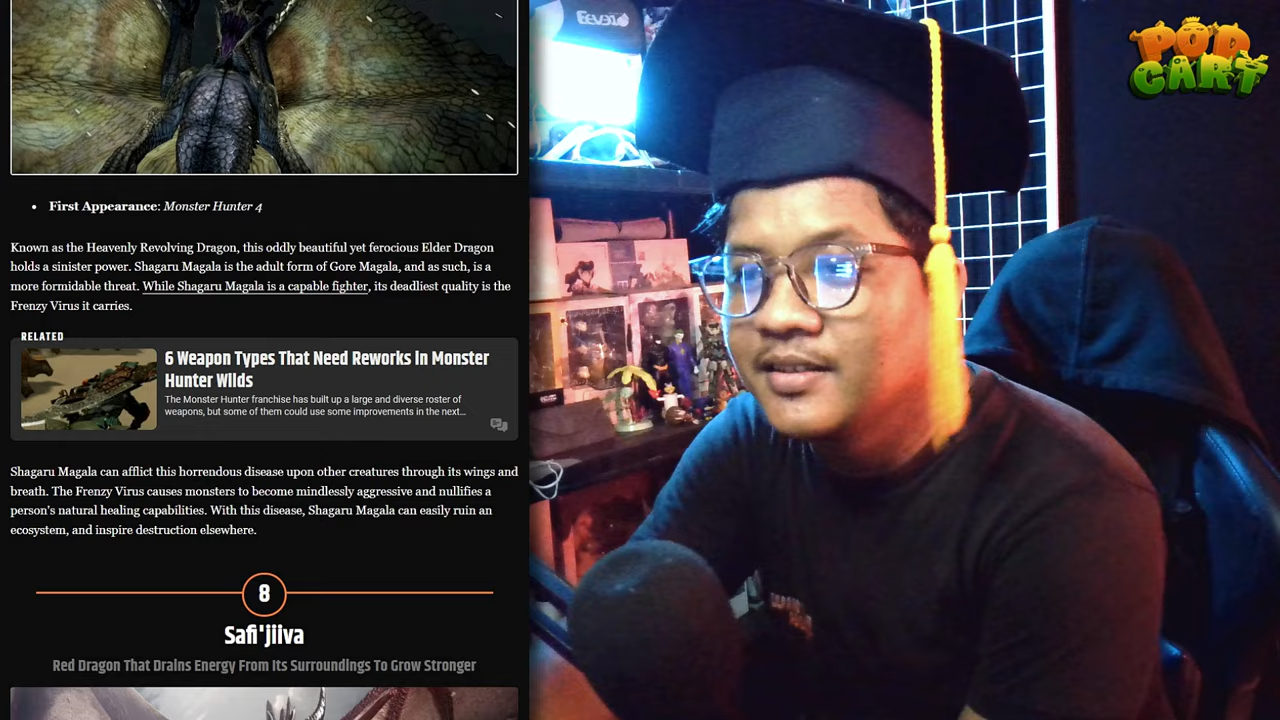 First Appearance: Monster Hunter 4
Known as the Heavenly Revolving Dragon, this oddly beautiful yet ferocious Elder Dragon
holds a sinister power. Shagaru Magala is the adult form of Gore Magala, and as such, is a
more formidable threat. While Shagaru Magala is a capable fighter, its deadliest quality is the
Frenzy Virus it carries.
RELATED
6 Weapon Types That Need Reworks in Monster
Hunter Wilds
The Monster Hunter franchise has built up a large and diverse roster of
weapons, but some of them could use some improvements in the next...
Shagaru Magala can afflict this horrendous disease upon other creatures through its wings and
breath. The Frenzy Virus causes monsters to become mindlessly aggressive and nullifies a
person's natural healing capabilities. With this disease, Shagaru Magala can easily ruin an
ecosystem, and inspire destruction elsewhere.
8
Safi'jiiva
Red Dragon That Drains Energy From Its Surroundings To Grow Stronger
POD
CART